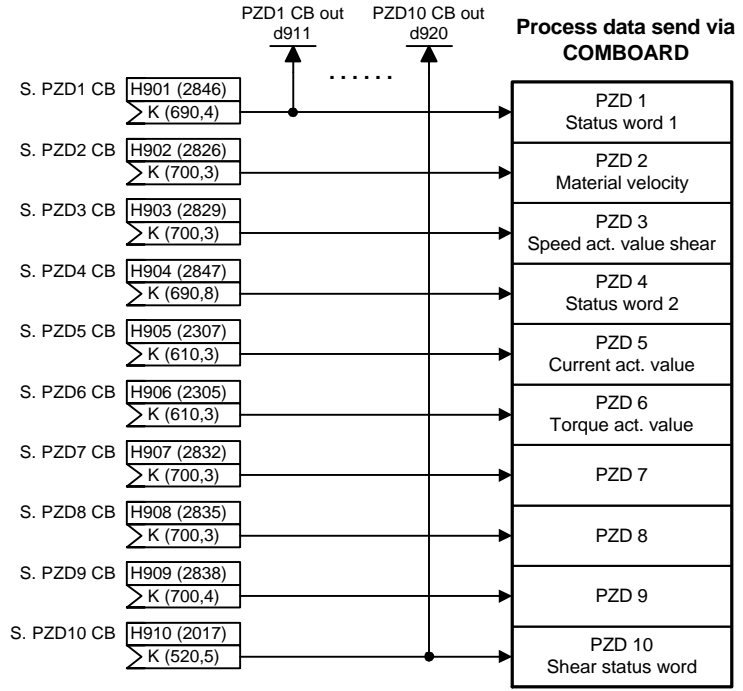 PZD1 CB out PZD10 CB out
d911 d920
Process data send via
COMBOARD
......
S. PZD1 CB H901 (2846)
K (690,4)
PZD 1
Status word 1
S. PZD2 CB H902 (2826)
K (700,3)
PZD 2
Material velocity
S. PZD3 CB H903 (2829)
K (700,3)
PZD 3
Speed act. value shear
S. PZD4 CB H904 (2847)
K (690,8)
PZD 4
Status word 2
S. PZD5 CB H905 (2307)
K (610,3)
PZD 5
Current act. value
S. PZD6 CB H906 (2305)
K (610,3)
PZD 6
Torque act. value
S. PZD7 CB H907 (2832)
K (700,3)
PZD 7
S. PZD8 CB H908 (2835)
K (700,3)
PZD 8
S. PZD9 CB H909 (2838)
K (700,4)
PZD 9
S. PZD10 CB H910 (2017)
K (520,5)
PZD 10
Shear status word